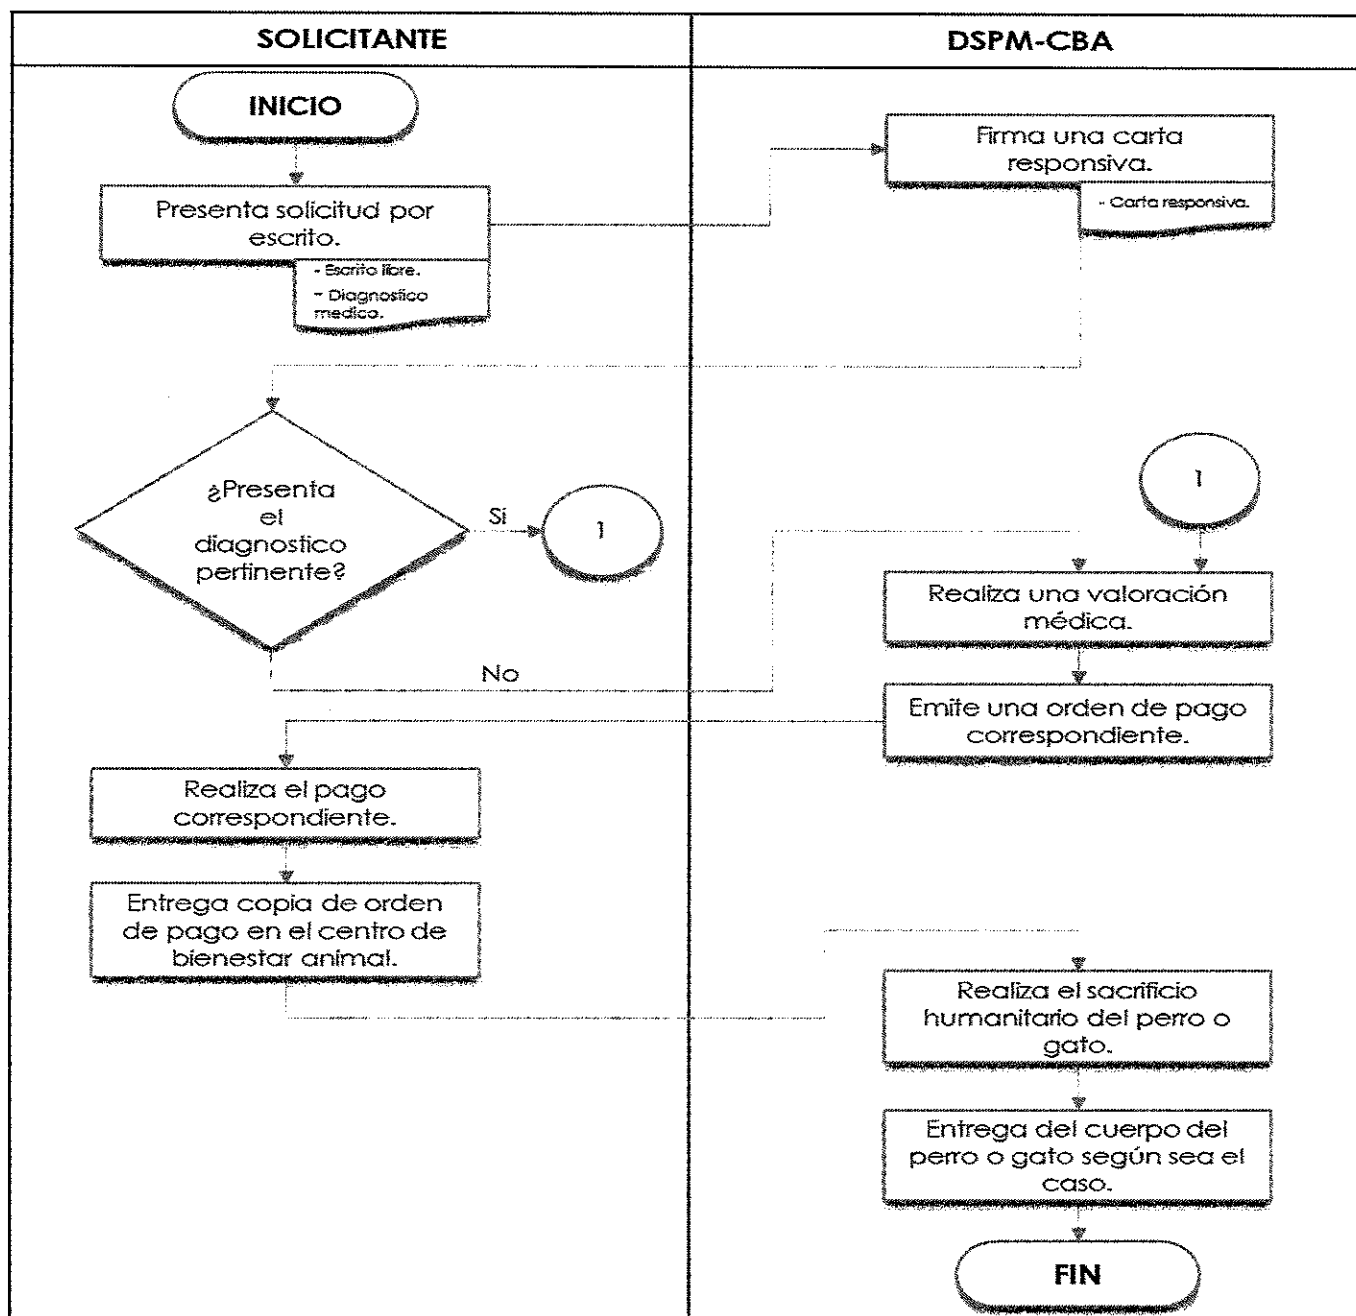 SOLICITANTE
DSPM-CBA
INICIO
Firma una carta
responsiva.
- Carta responsiva.
Presenta solicitud por
escrito.
- Escrito libre.
- Diagnostico
medico.
¿Presenta
el
diagnostico
pertinente?
Si
1
1
No
Realiza una valoración
médica.
Emite una orden de pago
correspondiente.
Realiza el pago
correspondiente.
Entrega copia de orden
de pago en el centro de
bienestar animal.
Realiza el sacrificio
humanitario del perro o
gato.
Entrega del cuerpo del
perro o gato según sea el
caso.
FIN